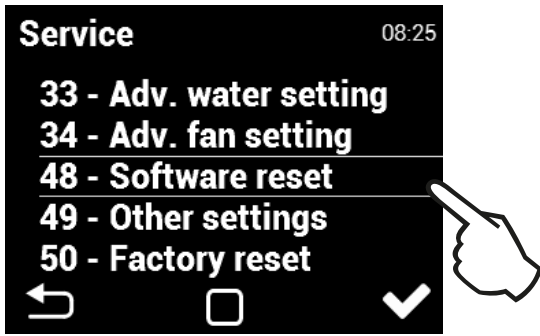 Service 08:25
33 - Adv. water setting
34 - Adv. fan setting
48 - Software reset
49 - Other settings
50 - Factory reset